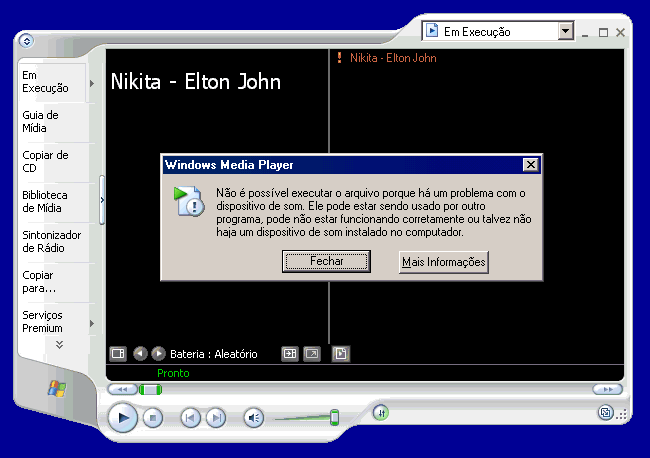 Em Execução
Em
Execução
Guia de
Mídia
Copiar de
CD
Biblioteca
de Mídia
Sintonizador
de Rádio
Copiar
para...
Serviços
Premium
Nikita - Elton John
! Nikita - Elton John
Windows Media Player
Não é possível executar o arquivo porque há um problema com o
dispositivo de som. Ele pode estar sendo usado por outro
programa, pode não estar funcionando corretamente ou talvez não
haja um dispositivo de som instalado no computador.
Fechar
Mais Informações
Bateria : Aleatório
Pronto